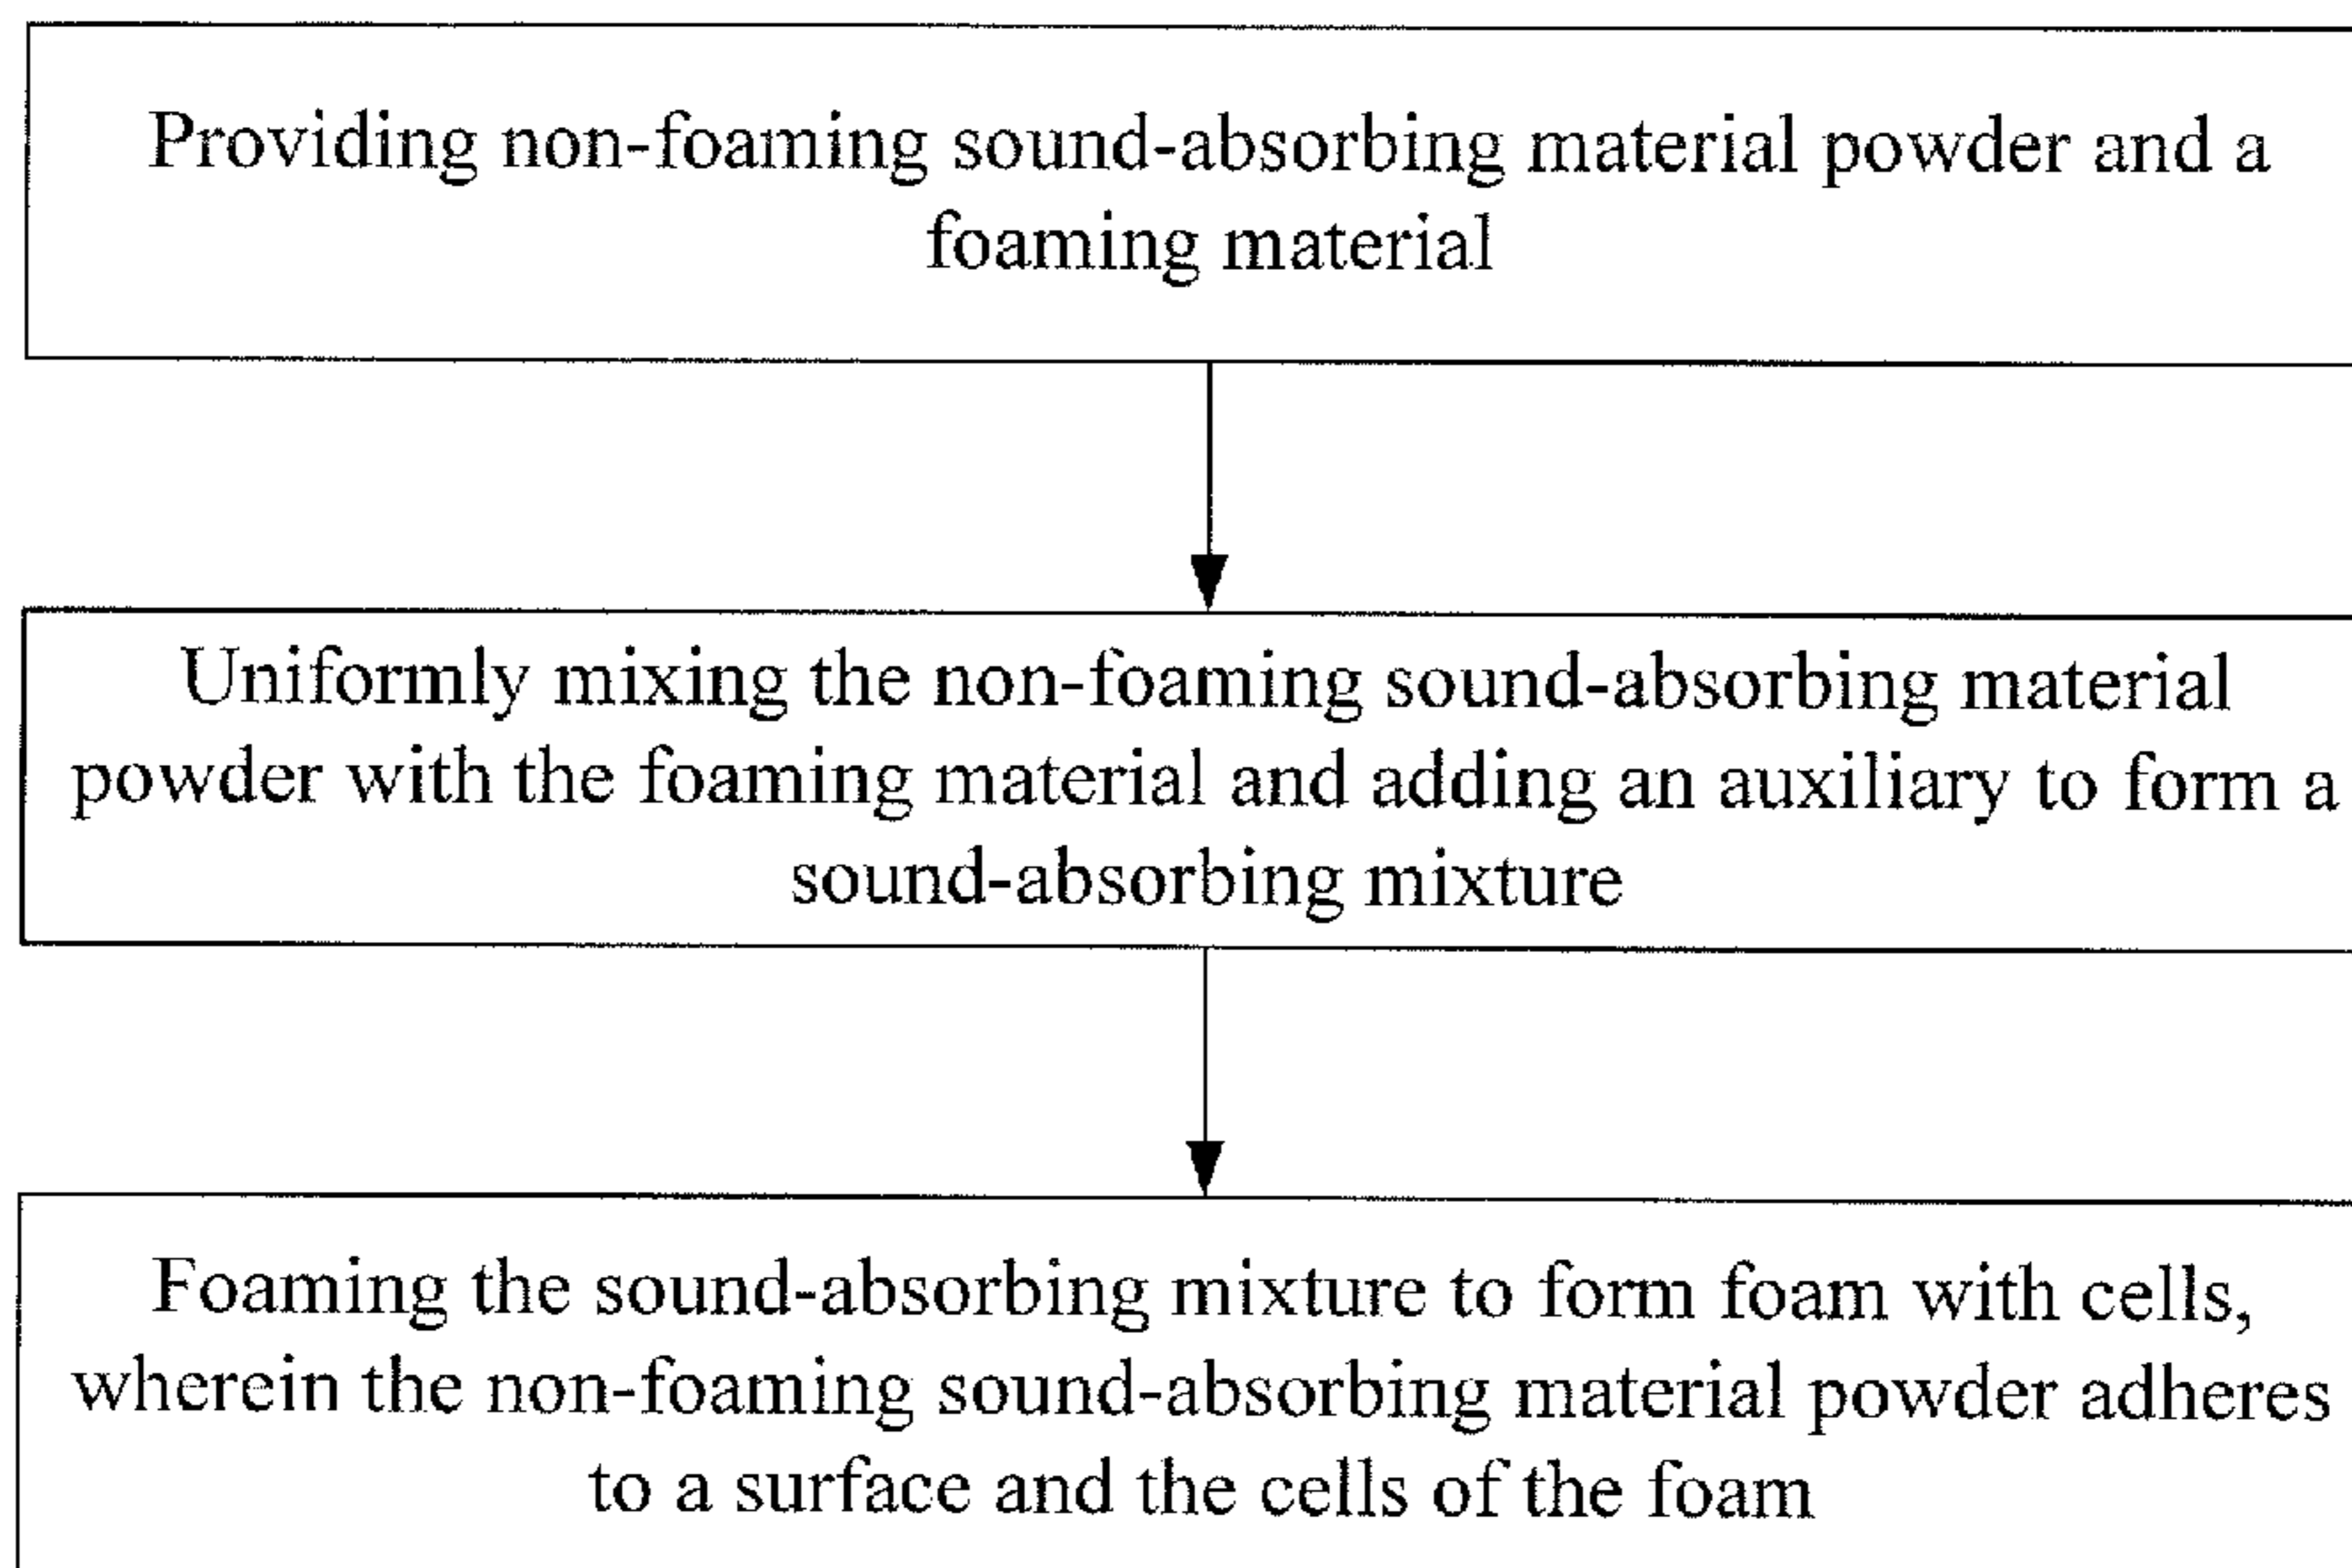 Providing non-foaming sound-absorbing material powder and a
foaming material
Uniformly mixing the non-foaming sound-absorbing material
powder with the foaming material and adding an auxiliary to form a
sound-absorbing mixture
Foaming the sound-absorbing mixture to form foam with cells,
wherein the non-foaming sound-absorbing material powder adheres
to a surface and the cells of the foam